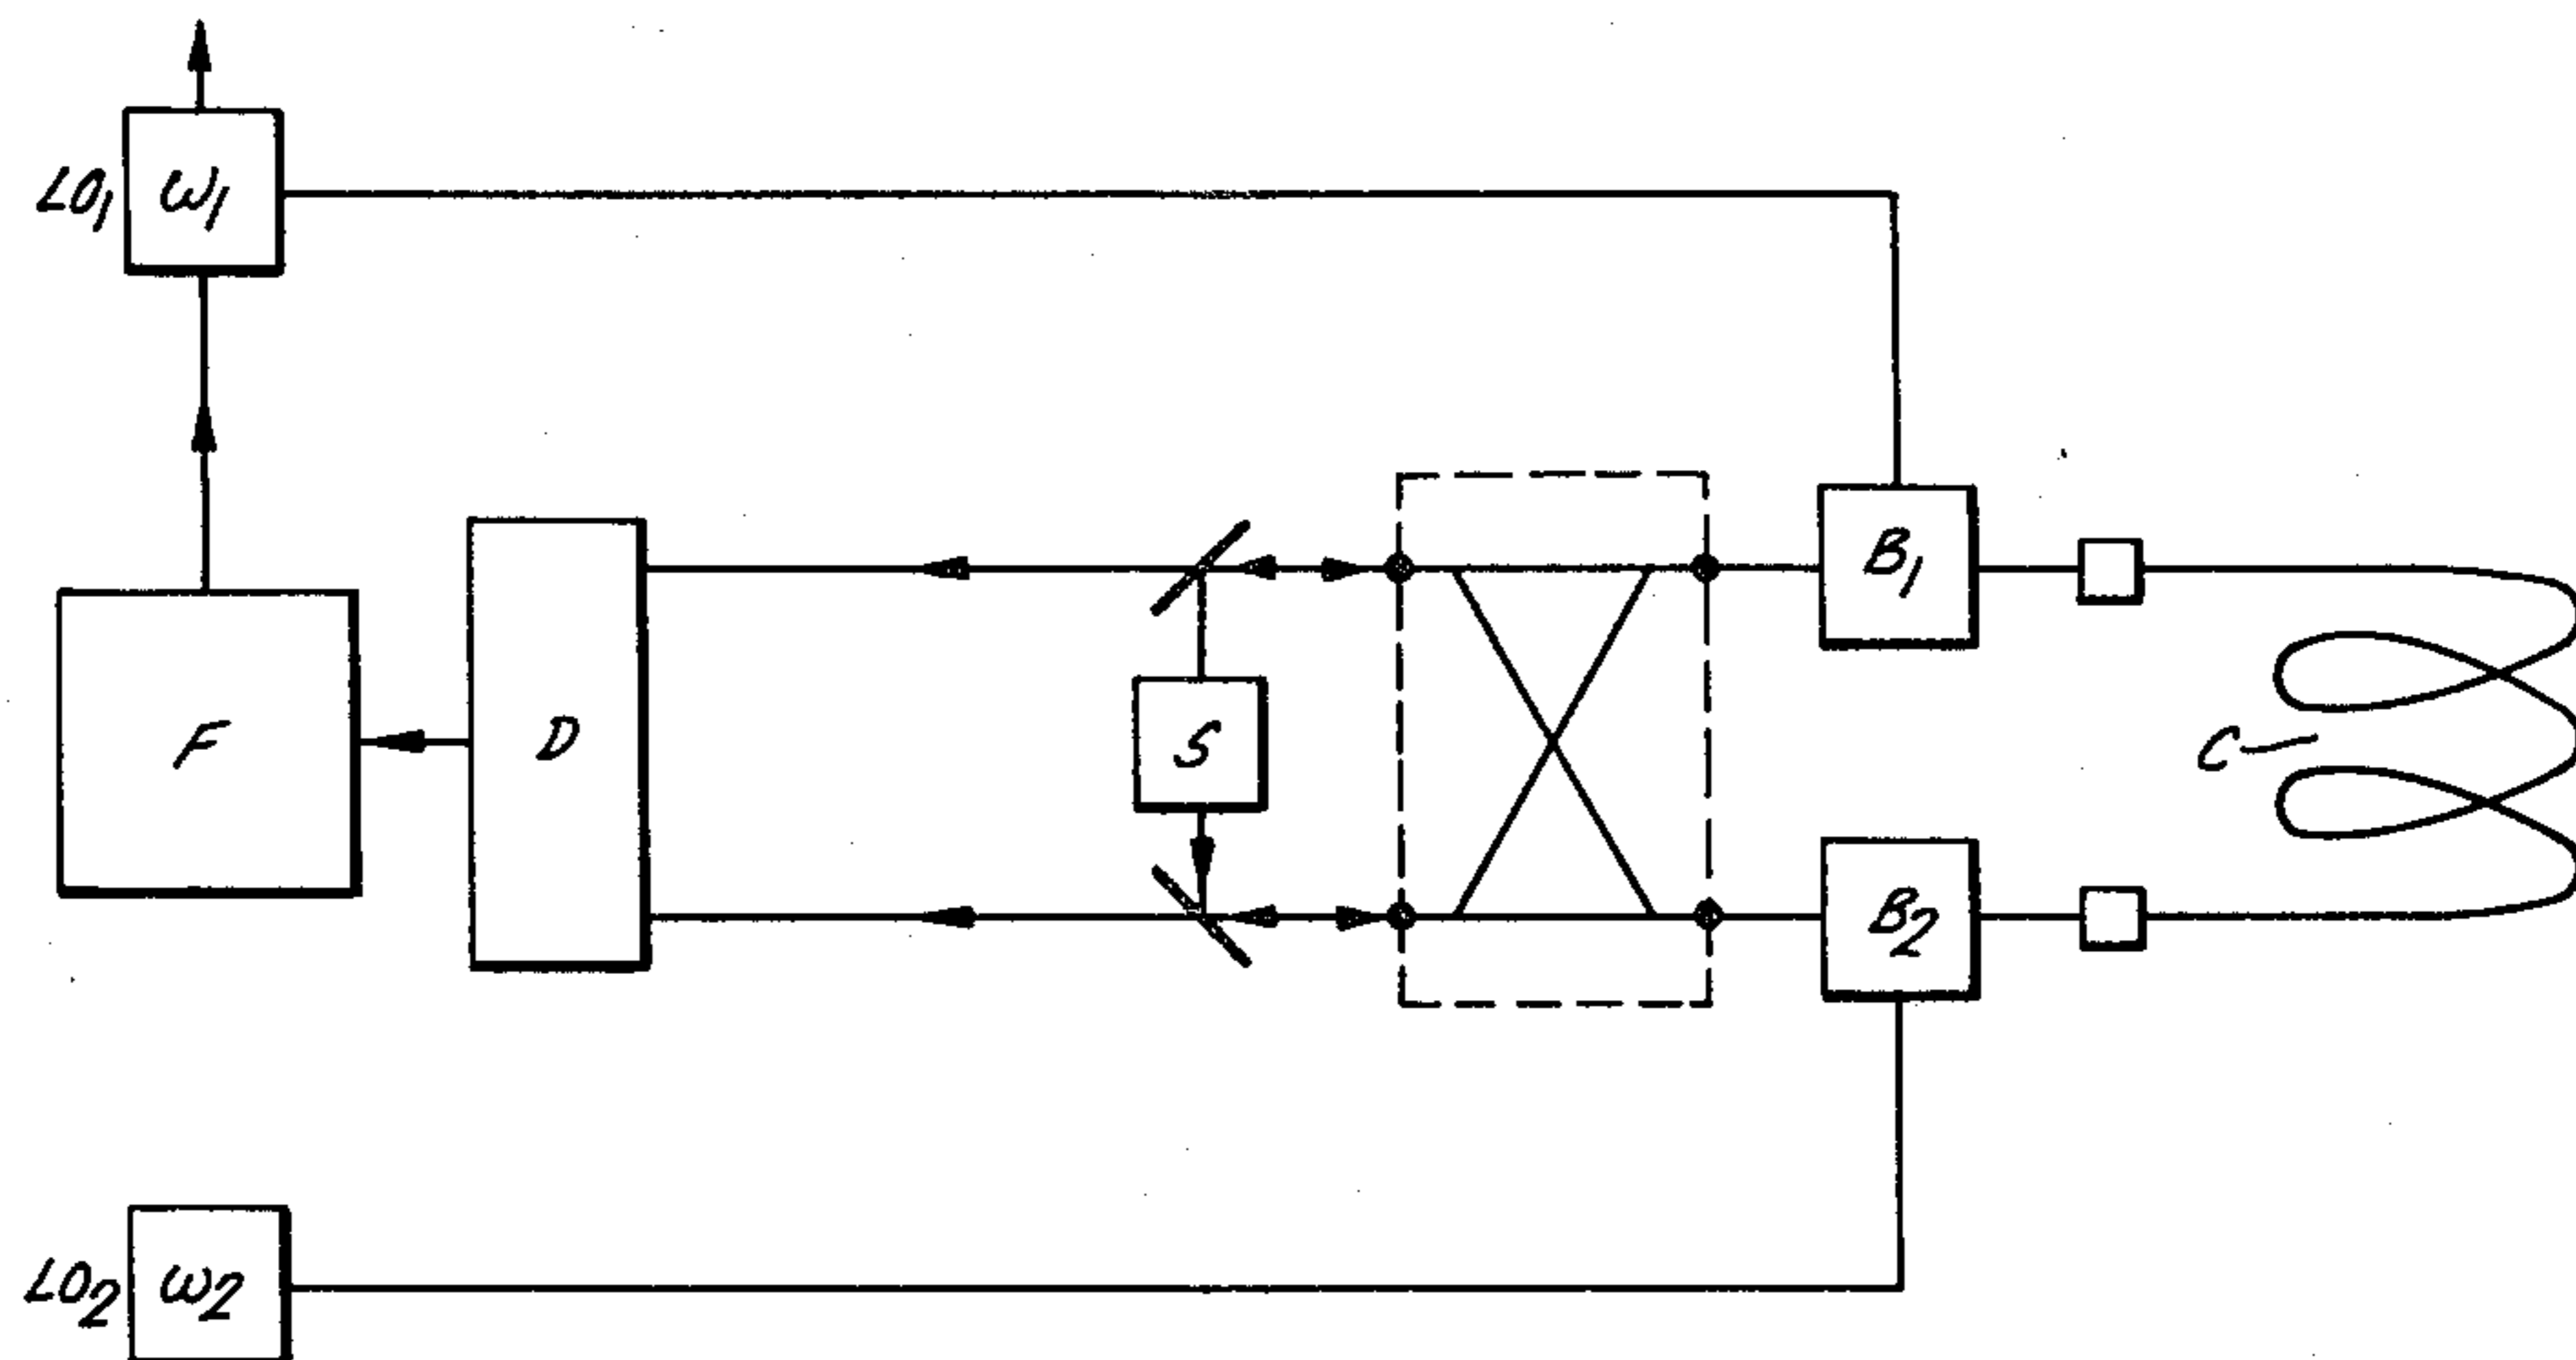 LO₁ ω₁
B₁
F D S C
B₂
LO₂ ω₂